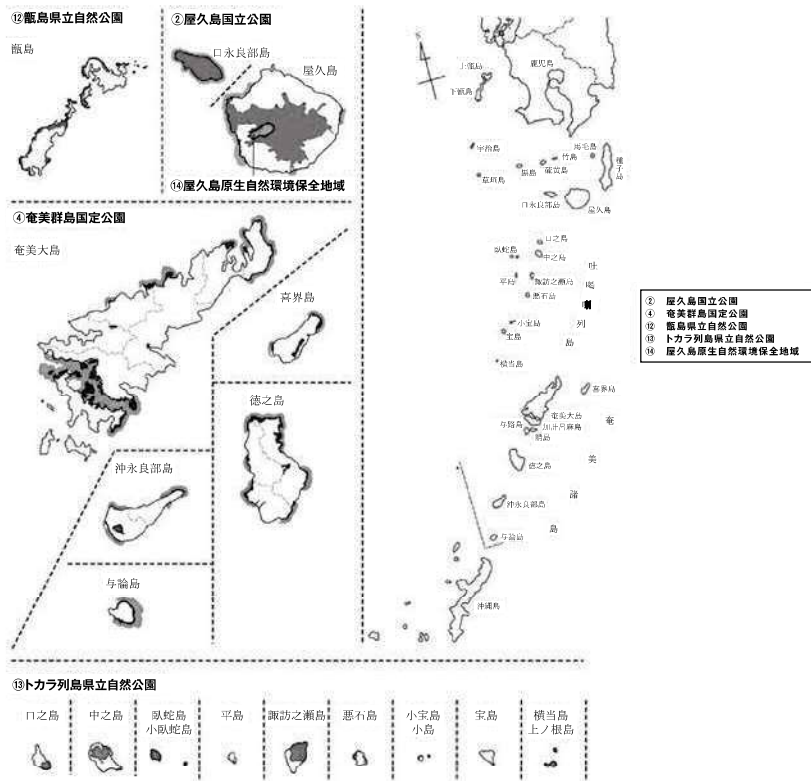 ⑫甑島県立自然公園
甑島
②屋久島国立公園
口永良部島
屋久島
⑭屋久島原生自然環境保全地域
④奄美群島国定公園
奄美大島
喜界島
徳之島
沖永良部島
与論島
上甑島
下甑島
鹿児島
宇治島
草垣島
黒島
硫黄島
竹島
馬毛島
種子島
口永良部島
屋久島
口之島
臥蛇島
中之島
平島
諏訪之瀬島
悪石島
小宝島
宝島
横当島
吐
喝
列
島
喜界島
奄美大島
与路島
加計呂麻島
請島
徳之島
沖永良部島
与論島
奄
美
諸
島
沖縄島
② 屋久島国立公園
④ 奄美群島国定公園
⑫ 甑島県立自然公園
⑬ トカラ列島県立自然公園
⑭ 屋久島原生自然環境保全地域
⑬トカラ列島県立自然公園
口之島
中之島
臥蛇島
小臥蛇島
平島
諏訪之瀬島
悪石島
小宝島
小島
宝島
横当島
上ノ根島